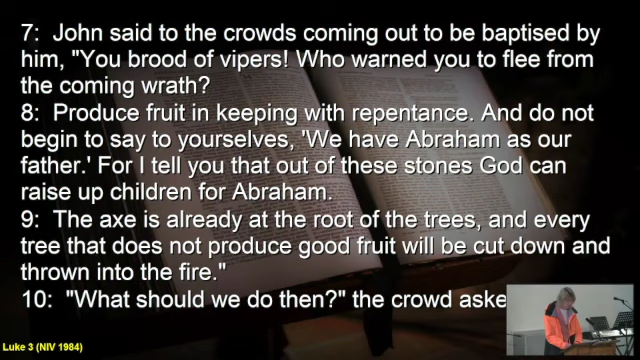 7:  John said to the crowds coming out to be baptised by
him, "You brood of vipers! Who warned you to flee from
the coming wrath?
8:  Produce fruit in keeping with repentance. And do not
begin to say to yourselves, 'We have Abraham as our
father.' For I tell you that out of these stones God can
raise up children for Abraham.
9:  The axe is already at the root of the trees, and every
tree that does not produce good fruit will be cut down and
thrown into the fire."
10:  "What should we do then?" the crowd aske
Luke 3 (NIV 1984)